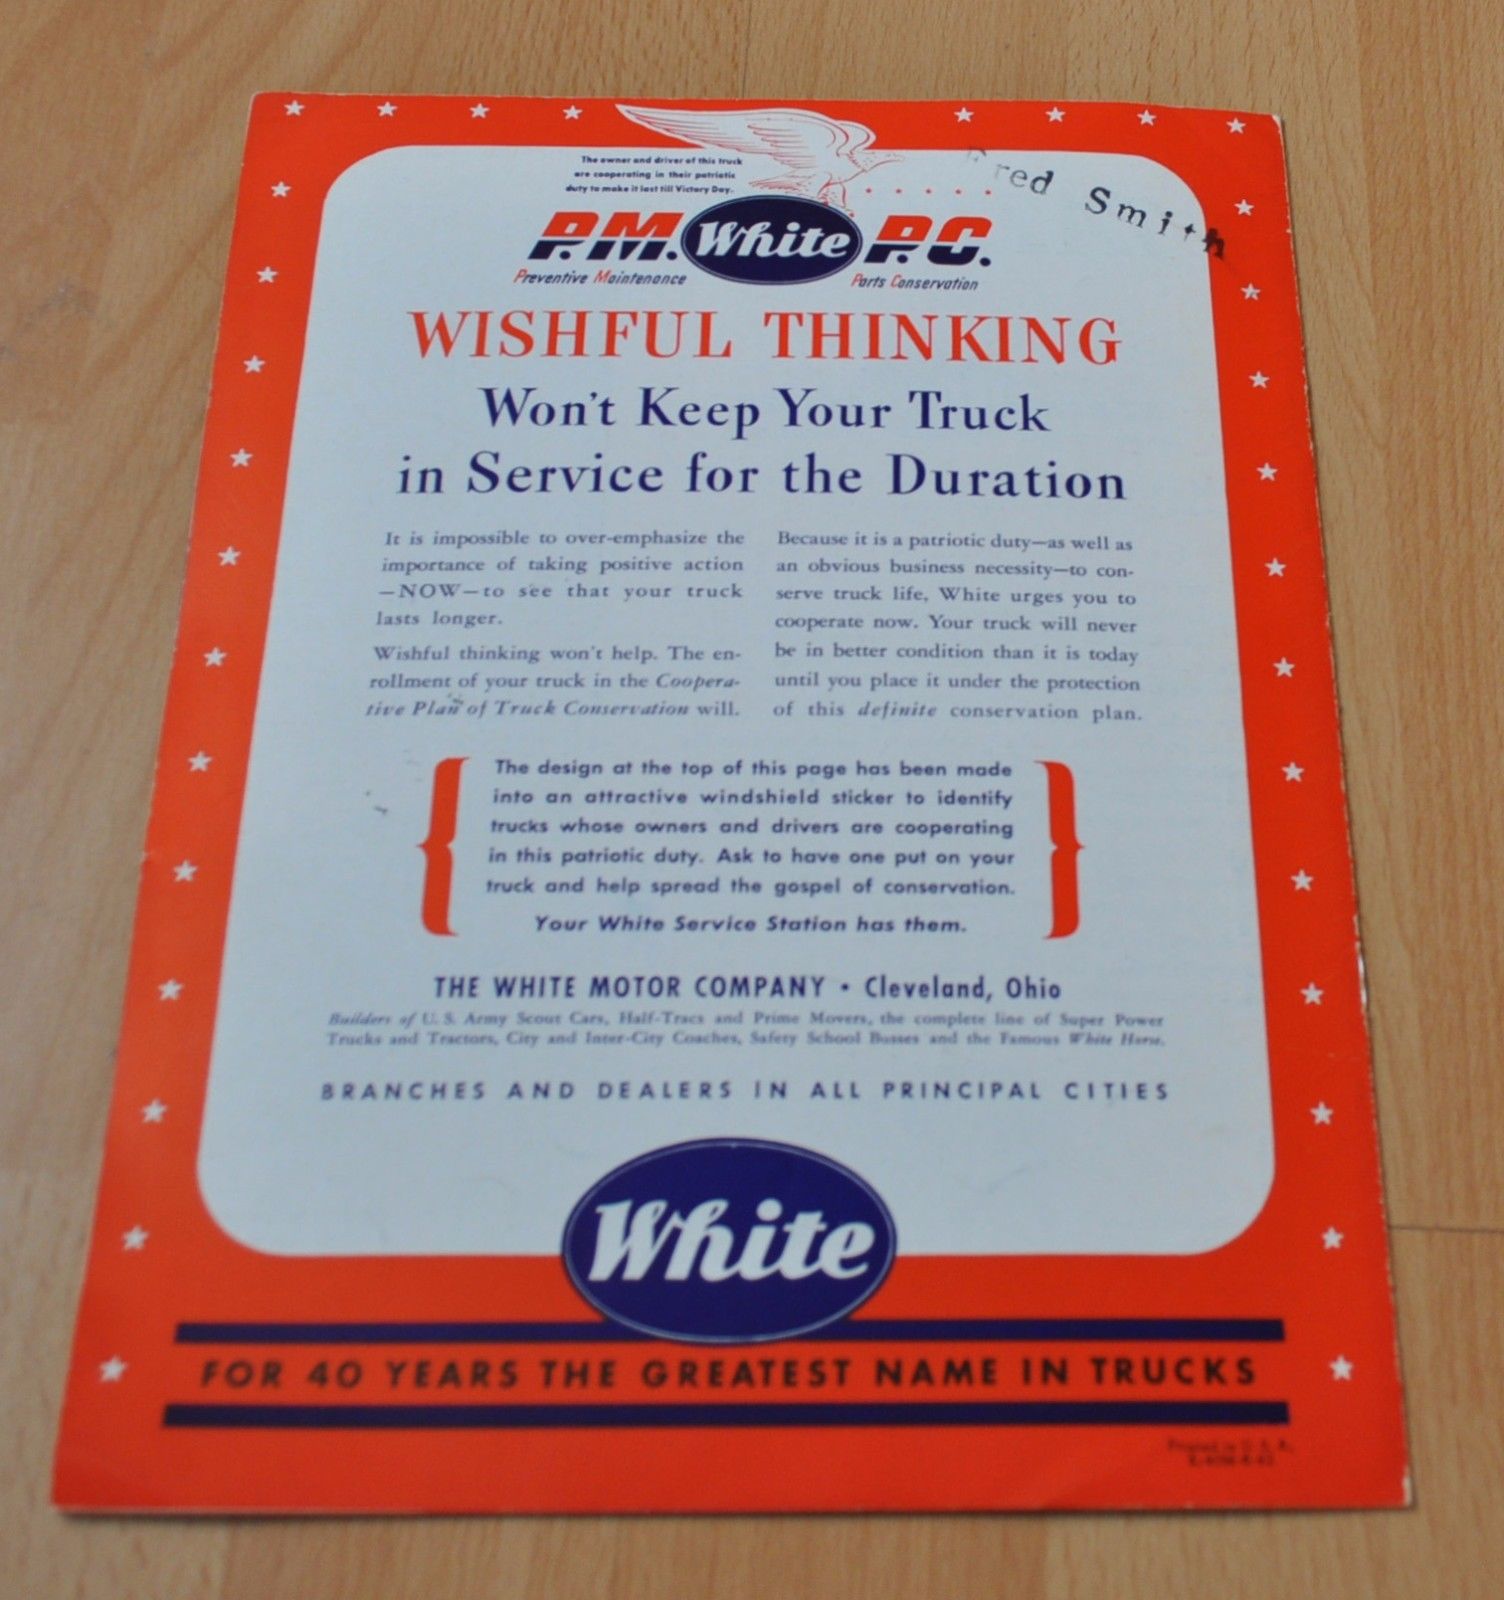 The owner and driver of this truck
are cooperating in their patriotic
duty to make it last till Victory Day.
Fred Smith
P.M. White P.C.
Preventive Maintenance Parts Conservation
WISHFUL THINKING
Won't Keep Your Truck
in Service for the Duration
It is impossible to over-emphasize the
importance of taking positive action
—NOW—to see that your truck
lasts longer.
Wishful thinking won't help. The en-
rollment of your truck in the Coopera-
tive Plan of Truck Conservation will.
Because it is a patriotic duty—as well as
an obvious business necessity—to con-
serve truck life, White urges you to
cooperate now. Your truck will never
be in better condition than it is today
until you place it under the protection
of this definite conservation plan.
The design at the top of this page has been made
into an attractive windshield sticker to identify
trucks whose owners and drivers are cooperating
in this patriotic duty. Ask to have one put on your
truck and help spread the gospel of conservation.
Your White Service Station has them.
THE WHITE MOTOR COMPANY • Cleveland, Ohio
Builders of U. S. Army Scout Cars, Half-Tracs and Prime Movers, the complete line of Super Power
Trucks and Tractors, City and Inter-City Coaches, Safety School Busses and the Famous White Horse.
BRANCHES AND DEALERS IN ALL PRINCIPAL CITIES
White
FOR 40 YEARS THE GREATEST NAME IN TRUCKS
Printed in U. S. A.